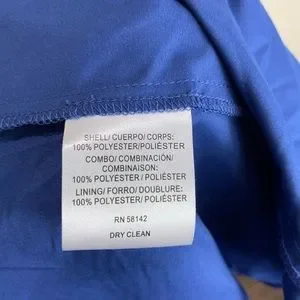 SHELL/CUERPO/CORPS:
100% POLYESTER/POLIÉSTER
COMBO/COMBINACIÓN/
COMBINAISON:
100% POLYESTER / POLIÉSTER
LINING/ FORRO/ DOUBLURE:
100% POLYESTER/ POLIÉSTER
RN 58142
DRY CLEAN